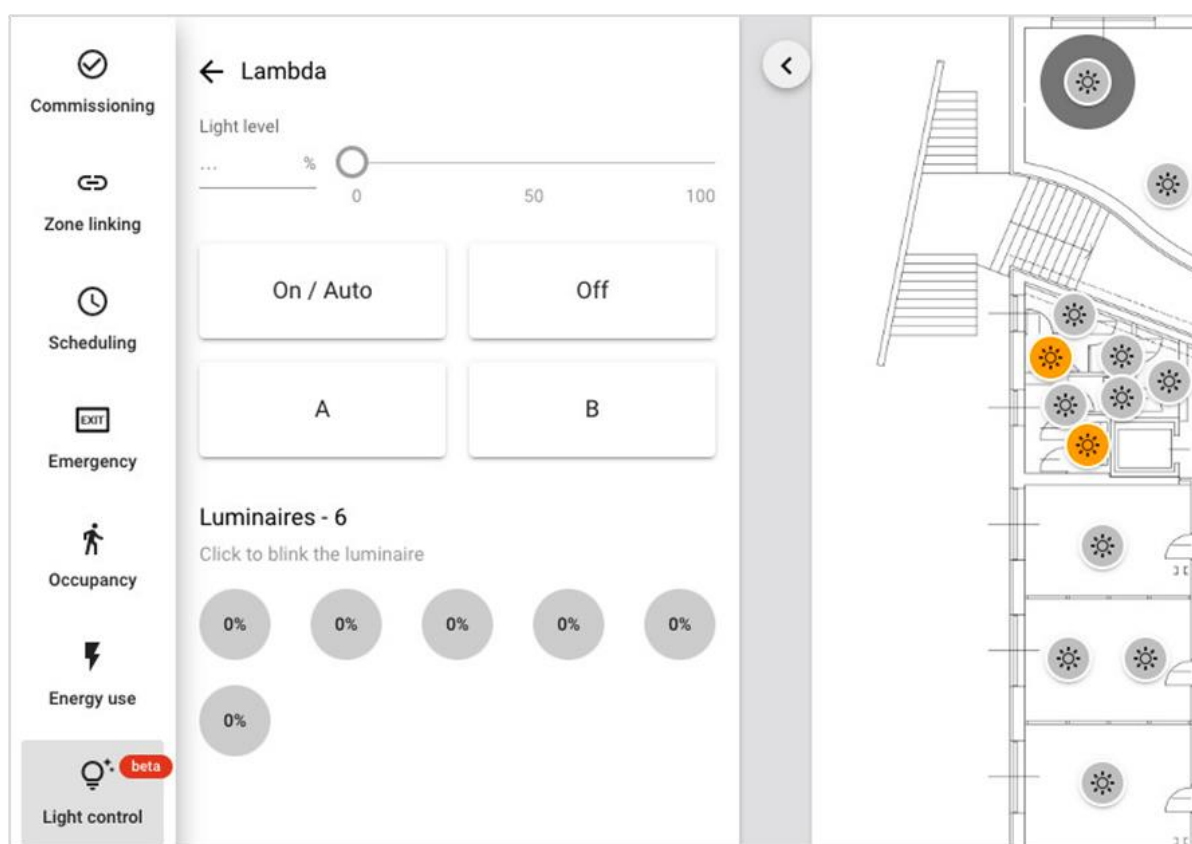 Commissioning
Zone linking
Scheduling
EXIT
Emergency
Occupancy
Energy use
beta
Light control
Lambda
Light level
... %
0 50 100
On / Auto Off
A B
Luminaires - 6
Click to blink the luminaire
0% 0% 0% 0% 0%
0%